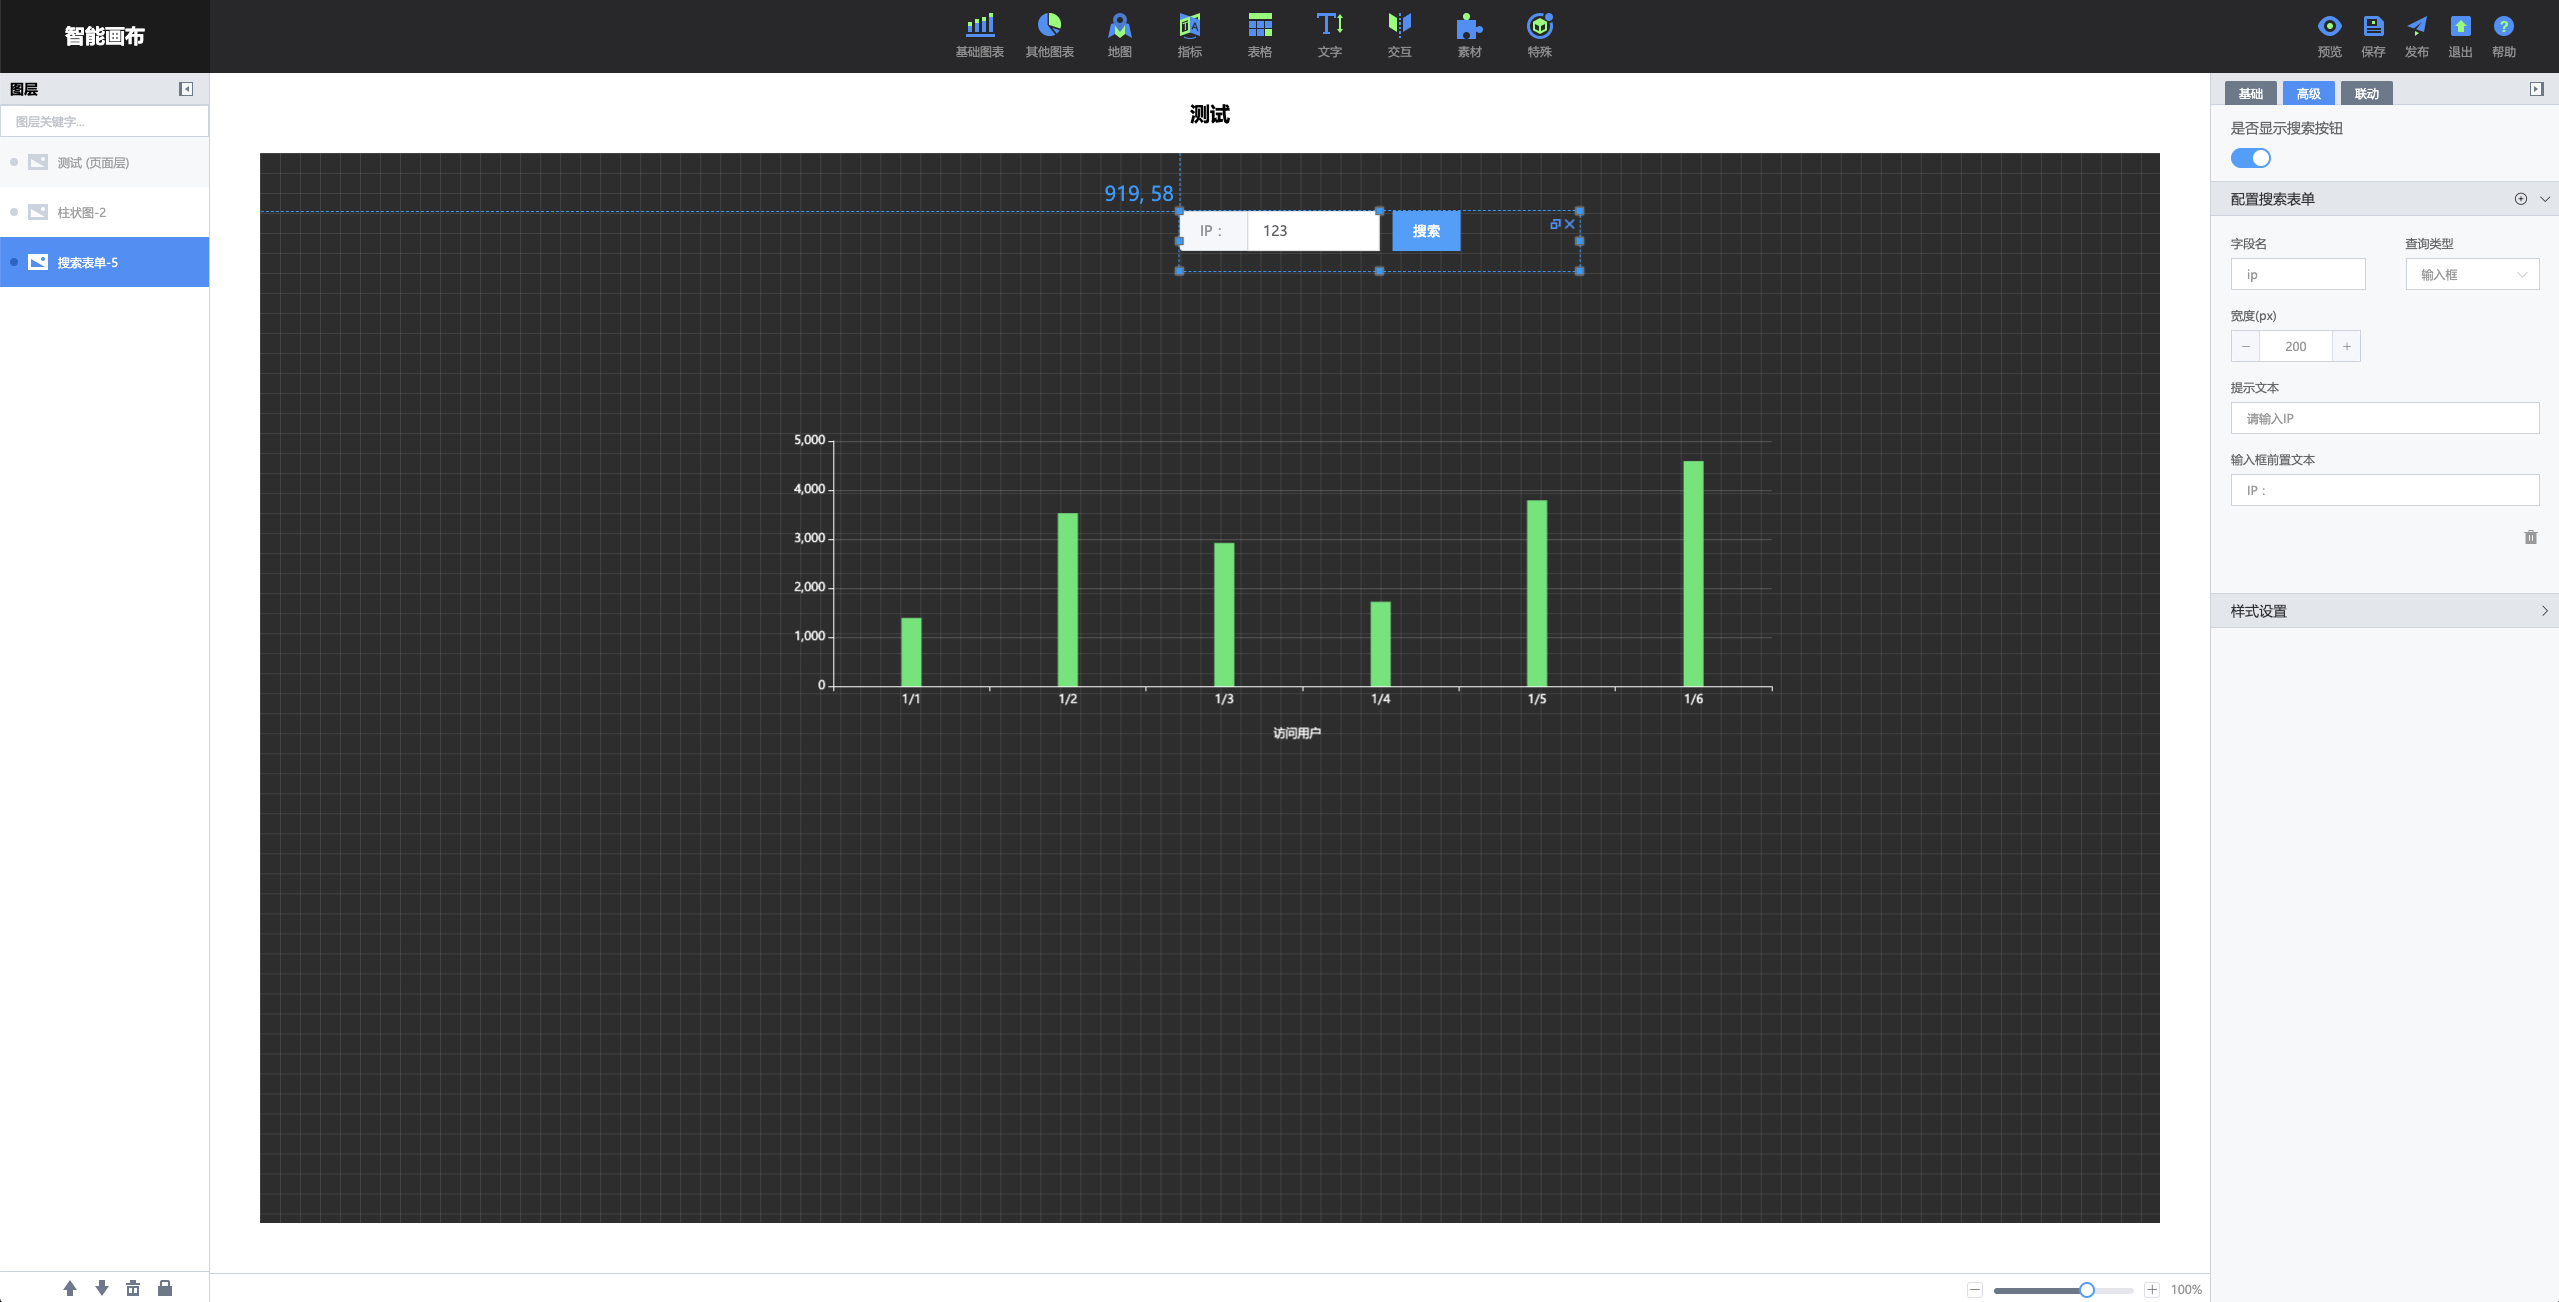 智能画布
基础图表
其他图表
地图
指标
表格
文字
交互
素材
特殊
预览
保存
发布
退出
帮助
图层
图层关键字...
测试 (页面层)
柱状图-2
搜索表单-5
测试
919, 58
IP：
123
搜索
5,000
4,000
3,000
2,000
1,000
0
1/1
1/2
1/3
1/4
1/5
1/6
访问用户
基础
高级
联动
是否显示搜索按钮
配置搜索表单
字段名
查询类型
ip
输入框
宽度(px)
200
提示文本
请输入IP
输入框前置文本
IP：
样式设置
100%